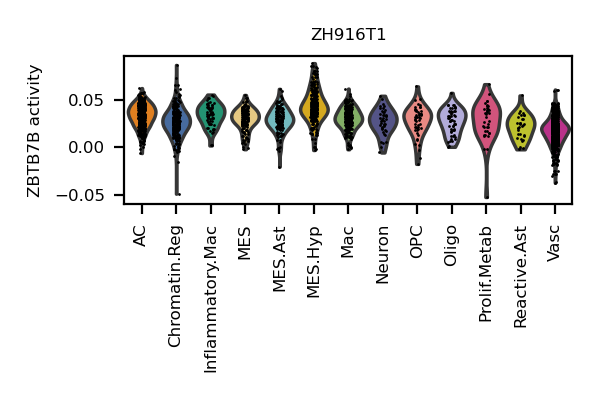 ZH916T1
ZBTB7B activity
0.05
0.00
−0.05
AC
Chromatin.Reg
Inflammatory.Mac
MES
MES.Ast
MES.Hyp
Mac
Neuron
OPC
Oligo
Prolif.Metab
Reactive.Ast
Vasc